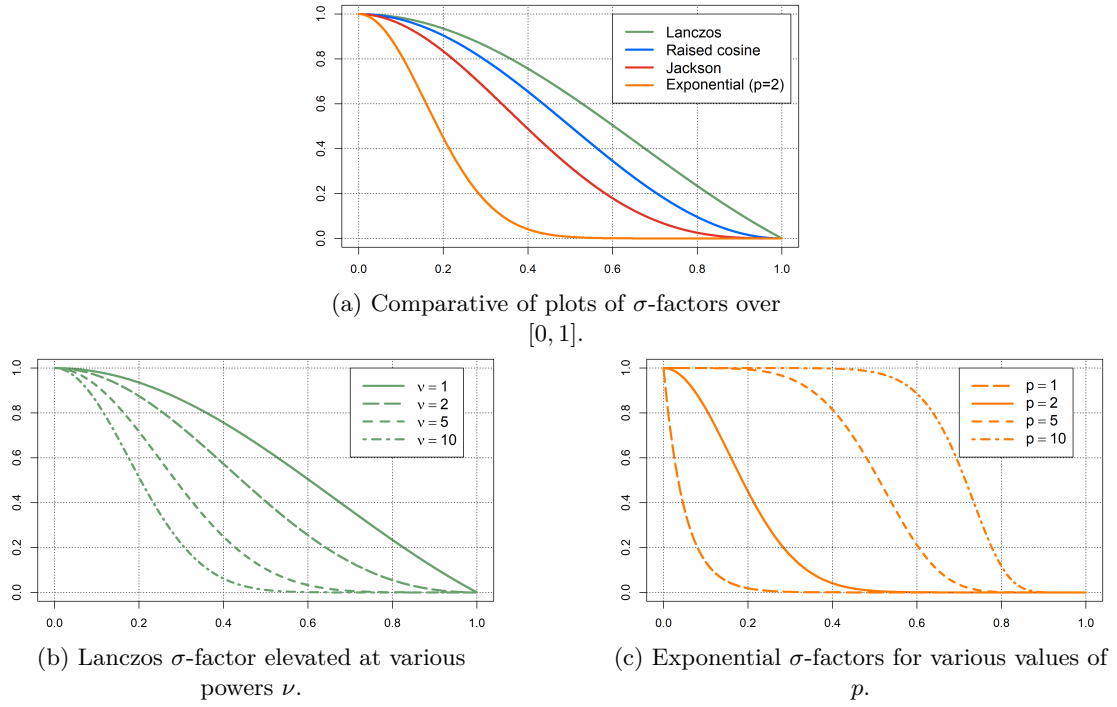 1.0
0.8
0.6
0.4
0.2
0.0
Lanczos
Raised cosine
Jackson
Exponential (p=2)
0.0 0.2 0.4 0.6 0.8 1.0
(a) Comparative of plots of σ-factors over
[0, 1].
1.0
0.8
0.6
0.4
0.2
0.0
ν = 1
ν = 2
ν = 5
ν = 10
0.0 0.2 0.4 0.6 0.8 1.0
(b) Lanczos σ-factor elevated at various
powers ν.
1.0
0.8
0.6
0.4
0.2
0.0
p = 1
p = 2
p = 5
p = 10
0.0 0.2 0.4 0.6 0.8 1.0
(c) Exponential σ-factors for various values of
p.